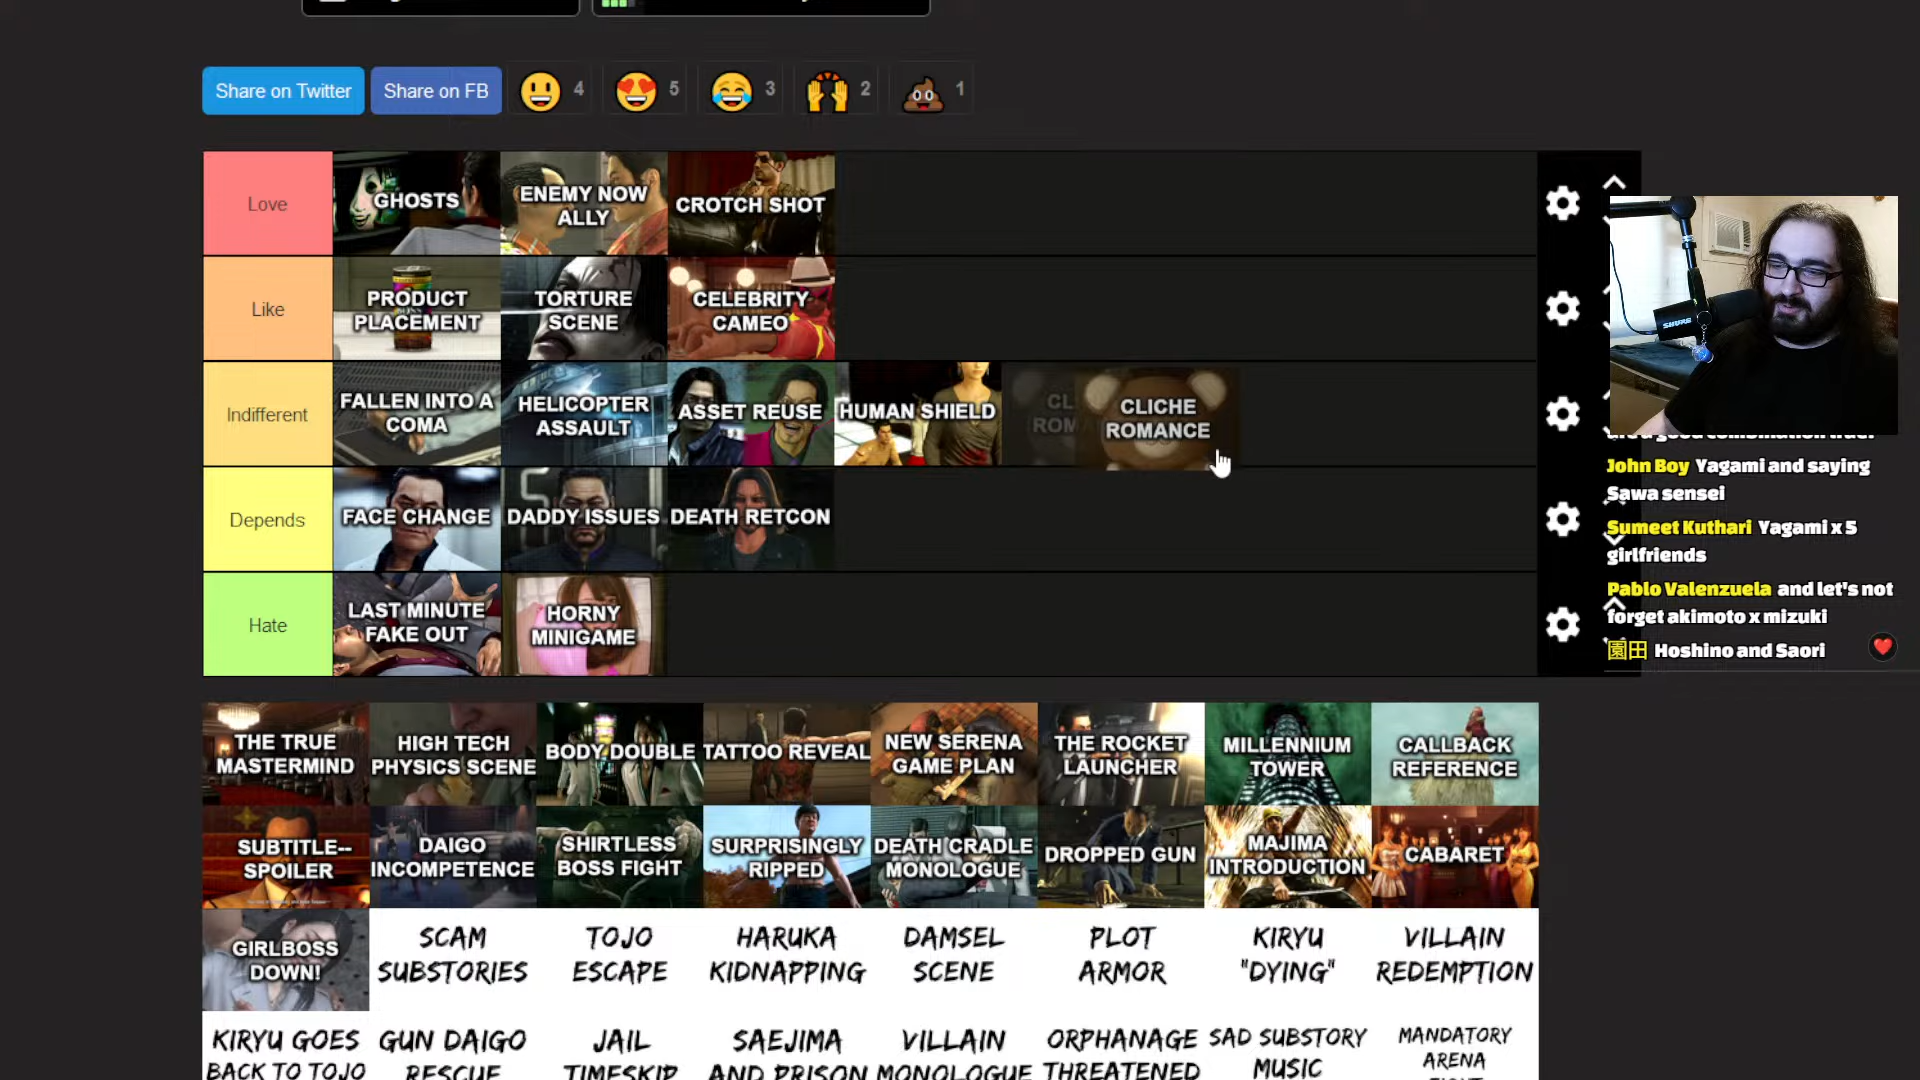 Share on Twitter
Share on FB
4
5
3
2
1
Love
GHOSTS
ENEMY NOW
ALLY
CROTCH SHOT
Like
PRODUCT
PLACEMENT
TORTURE
SCENE
CELEBRITY
CAMEO
Indifferent
FALLEN INTO A
COMA
HELICOPTER
ASSAULT
ASSET REUSE
HUMAN SHIELD
CLICHE
ROMANCE
Depends
FACE CHANGE
DADDY ISSUES
DEATH RETCON
Hate
LAST MINUTE
FAKE OUT
HORNY
MINIGAME
SHURE
John Boy Yagami and saying
Sawa sensei
Sumeet Kuthari Yagami x 5
girlfriends
Pablo Valenzuela and let's not
forget akimoto x mizuki
園田 Hoshino and Saori
THE TRUE
MASTERMIND
HIGH TECH
PHYSICS SCENE
BODY DOUBLE
TATTOO REVEAL
NEW SERENA
GAME PLAN
THE ROCKET
LAUNCHER
MILLENNIUM
TOWER
CALLBACK
REFERENCE
SUBTITLE--
SPOILER
DAIGO
INCOMPETENCE
SHIRTLESS
BOSS FIGHT
SURPRISINGLY
RIPPED
DEATH CRADLE
MONOLOGUE
DROPPED GUN
MAJIMA
INTRODUCTION
CABARET
GIRLBOSS
DOWN!
SCAM
SUBSTORIES
TOJO
ESCAPE
HARUKA
KIDNAPPING
DAMSEL
SCENE
PLOT
ARMOR
KIRYU
"DYING"
VILLAIN
REDEMPTION
KIRYU GOES
BACK TO TOJO
GUN DAIGO
RESCUE
JAIL
TIMESKIP
SAEJIMA
AND PRISON
VILLAIN
MONOLOGUE
ORPHANAGE
THREATENED
SAD SUBSTORY
MUSIC
MANDATORY
ARENA